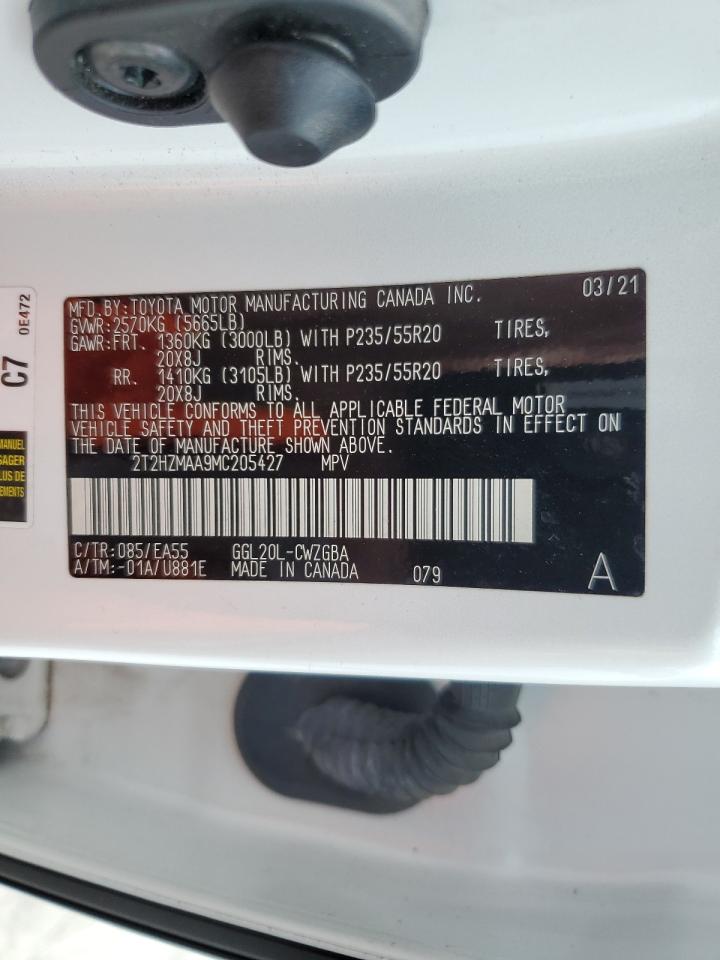 MFD.BY:TOYOTA MOTOR MANUFACTURING CANADA INC. 03/21
GVWR:2570KG (5665LB)
GAWR:FRT. 1360KG (3000LB) WITH P235/55R20 TIRES,
20X8J RIMS.
RR. 1410KG (3105LB) WITH P235/55R20 TIRES,
20X8J RIMS.
THIS VEHICLE CONFORMS TO ALL APPLICABLE FEDERAL MOTOR
VEHICLE SAFETY AND THEFT PREVENTION STANDARDS IN EFFECT ON
THE DATE OF MANUFACTURE SHOWN ABOVE.
2T2HZMAA9MC205427 MPV
C/TR:085/EA55 GGL20L-CWZGBA
A/TM:-01A/U881E MADE IN CANADA 079 A
C7 0E472
MANUEL
SAGER
PLUS DE
EMENTS